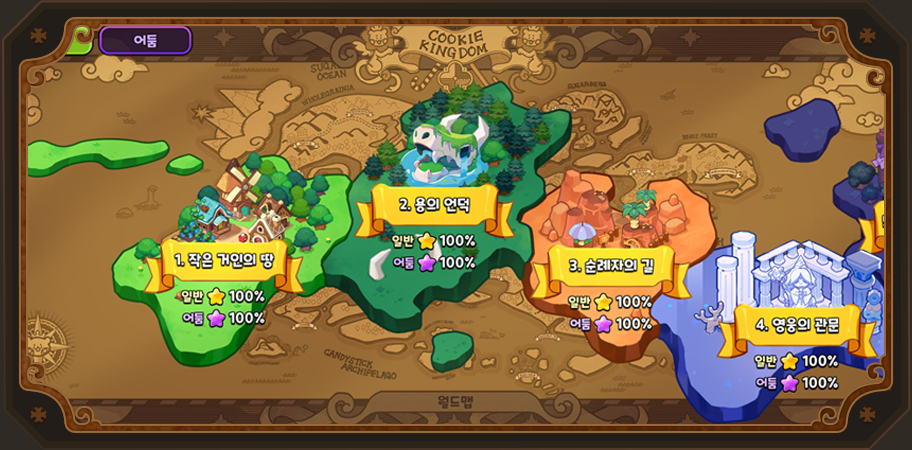 어둠
COOKIE
KINGDOM
SUGAR
OCEAN
WHOLEGRAINIA
1. 작은 거인의 땅
일반 100%
어둠 100%
2. 용의 언덕
일반 100%
어둠 100%
3. 순례자의 길
일반 100%
어둠 100%
4. 영웅의 관문
일반 100%
어둠 100%
CANDYSTICK
ARCHIPELAGO
월드맵